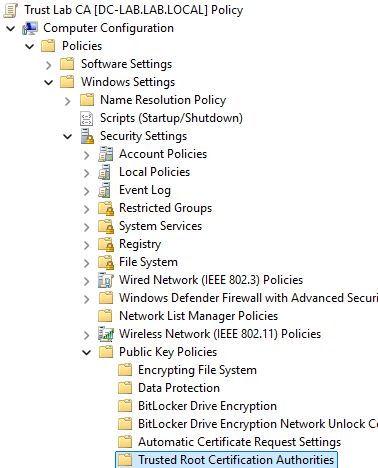 Trust Lab CA [DC-LAB.LAB.LOCAL] Policy
Computer Configuration
Policies
Software Settings
Windows Settings
Name Resolution Policy
Scripts (Startup/Shutdown)
Security Settings
Account Policies
Local Policies
Event Log
Restricted Groups
System Services
Registry
File System
Wired Network (IEEE 802.3) Policies
Windows Defender Firewall with Advanced Securi
Network List Manager Policies
Wireless Network (IEEE 802.11) Policies
Public Key Policies
Encrypting File System
Data Protection
BitLocker Drive Encryption
BitLocker Drive Encryption Network Unlock C
Automatic Certificate Request Settings
Trusted Root Certification Authorities